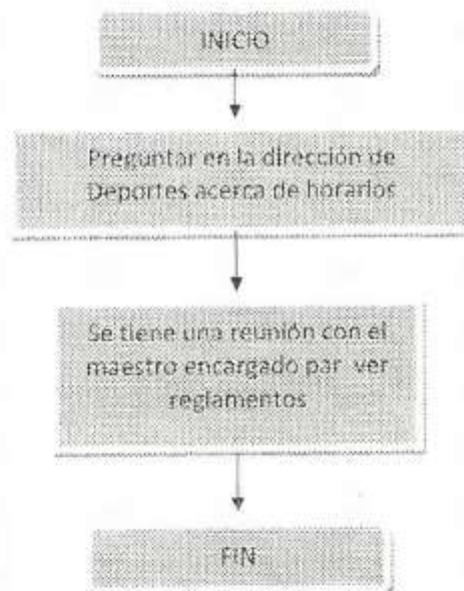 INICIO
Preguntar en la dirección de
Deportes acerca de horarios
Se tiene una reunión con el
maestro encargado par ver
reglamentos
FIN